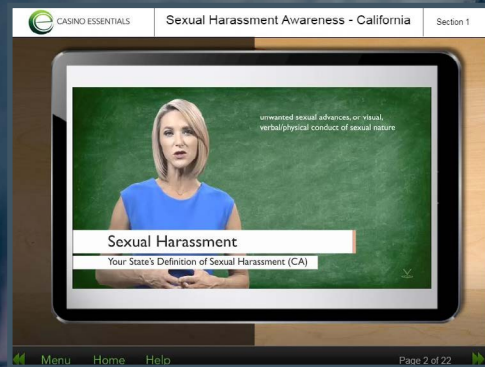 CASINO ESSENTIALS
Sexual Harassment Awareness - California
Section 1
unwanted sexual advances, or visual,
verbal/physical conduct of sexual nature
Sexual Harassment
Your State's Definition of Sexual Harassment (CA)
Menu Home Help
Page 2 of 22